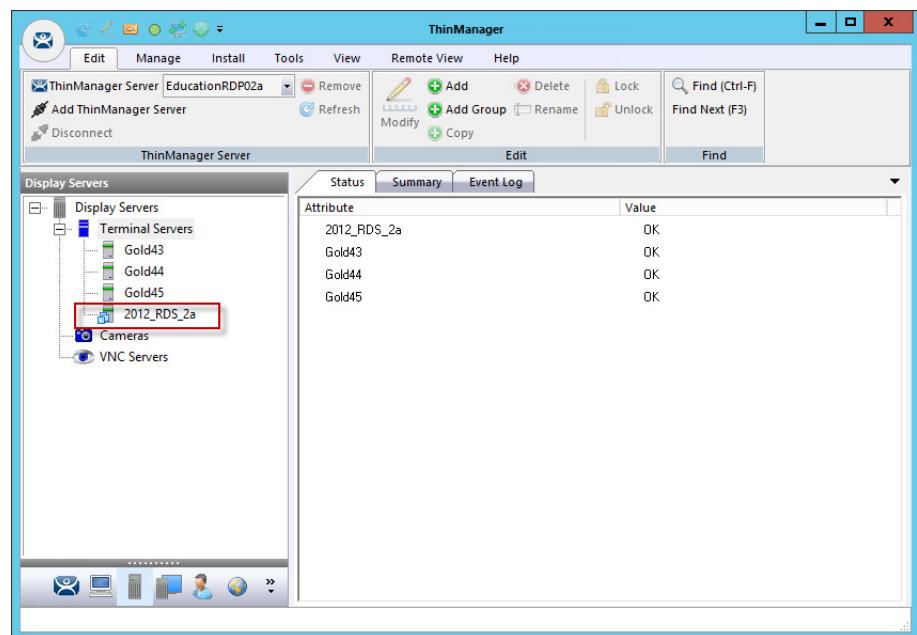 ThinManager
Edit Manage Install Tools View Remote View Help
ThinManager Server EducationRDP02a Remove Add Delete Lock Find (Ctrl-F)
Add ThinManager Server Refresh Modify Add Group Rename Unlock Find Next (F3)
Disconnect Copy
ThinManager Server Edit Find
Display Servers Status Summary Event Log
Display Servers Attribute Value
Terminal Servers 2012_RDS_2a OK
Gold43 Gold43 OK
Gold44 Gold44 OK
Gold45 Gold45 OK
2012_RDS_2a
Cameras
VNC Servers